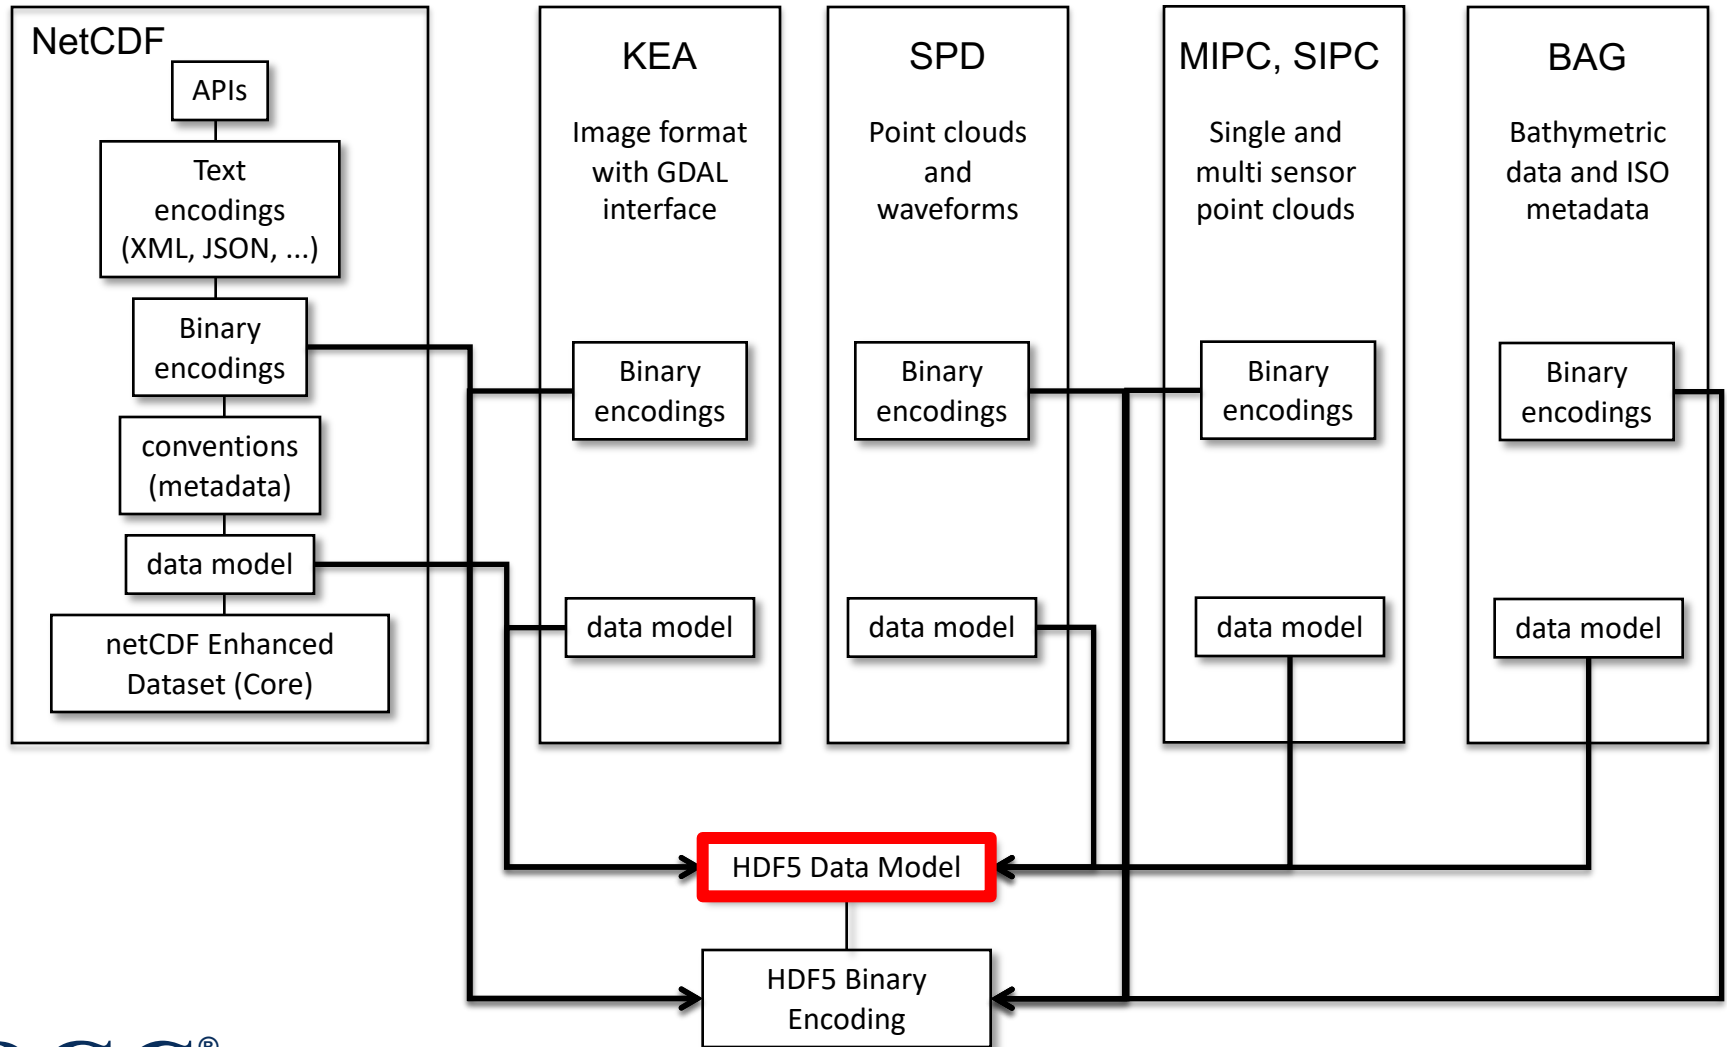 NetCDF
APIs
Text
encodings
(XML, JSON, ...)
Binary
encodings
conventions
(metadata)
data model
netCDF Enhanced
Dataset (Core)
KEA
Image format
with GDAL
interface
Binary
encodings
data model
SPD
Point clouds
and
waveforms
Binary
encodings
data model
MIPC, SIPC
Single and
multi sensor
point clouds
Binary
encodings
data model
BAG
Bathymetric
data and ISO
metadata
Binary
encodings
data model
HDF5 Data Model
HDF5 Binary
Encoding